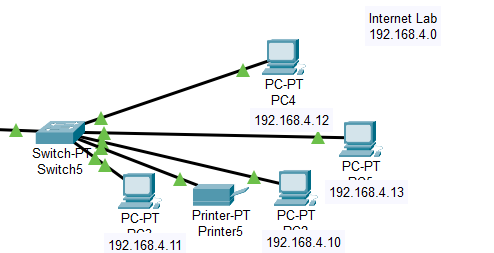 Internet Lab
192.168.4.0
PC-PT
PC4
192.168.4.12
Switch-PT
Switch5
PC-PT
192.168.4.13
PC-PT
192.168.4.11
Printer-PT
Printer5
PC-PT
192.168.4.10